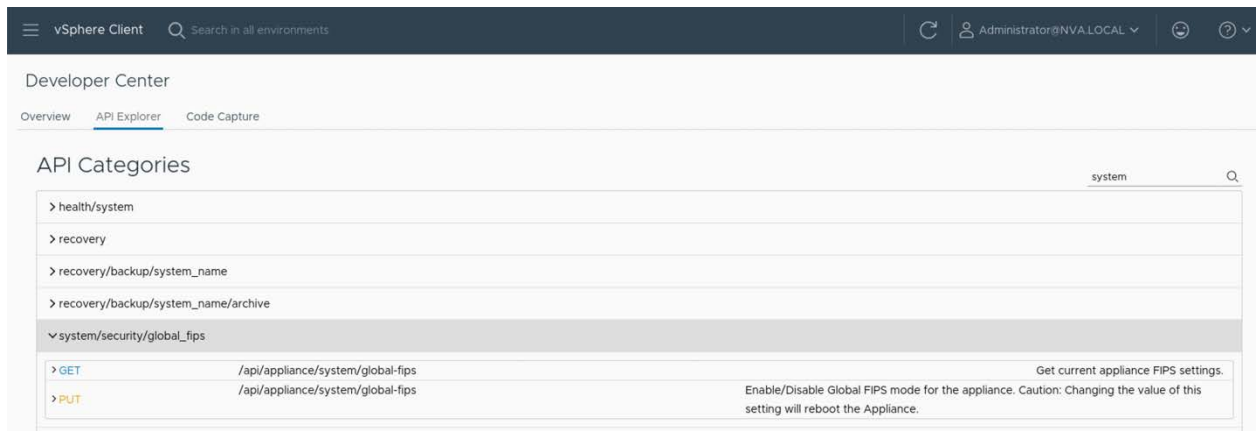 vSphere Client Search in all environments Administrator@NVA.LOCAL
Developer Center
Overview API Explorer Code Capture
API Categories
system
health/system
recovery
recovery/backup/system_name
recovery/backup/system_name/archive
system/security/global_fips
GET /api/appliance/system/global-fips Get current appliance FIPS settings.
PUT /api/appliance/system/global-fips Enable/Disable Global FIPS mode for the appliance. Caution: Changing the value of this
setting will reboot the Appliance.